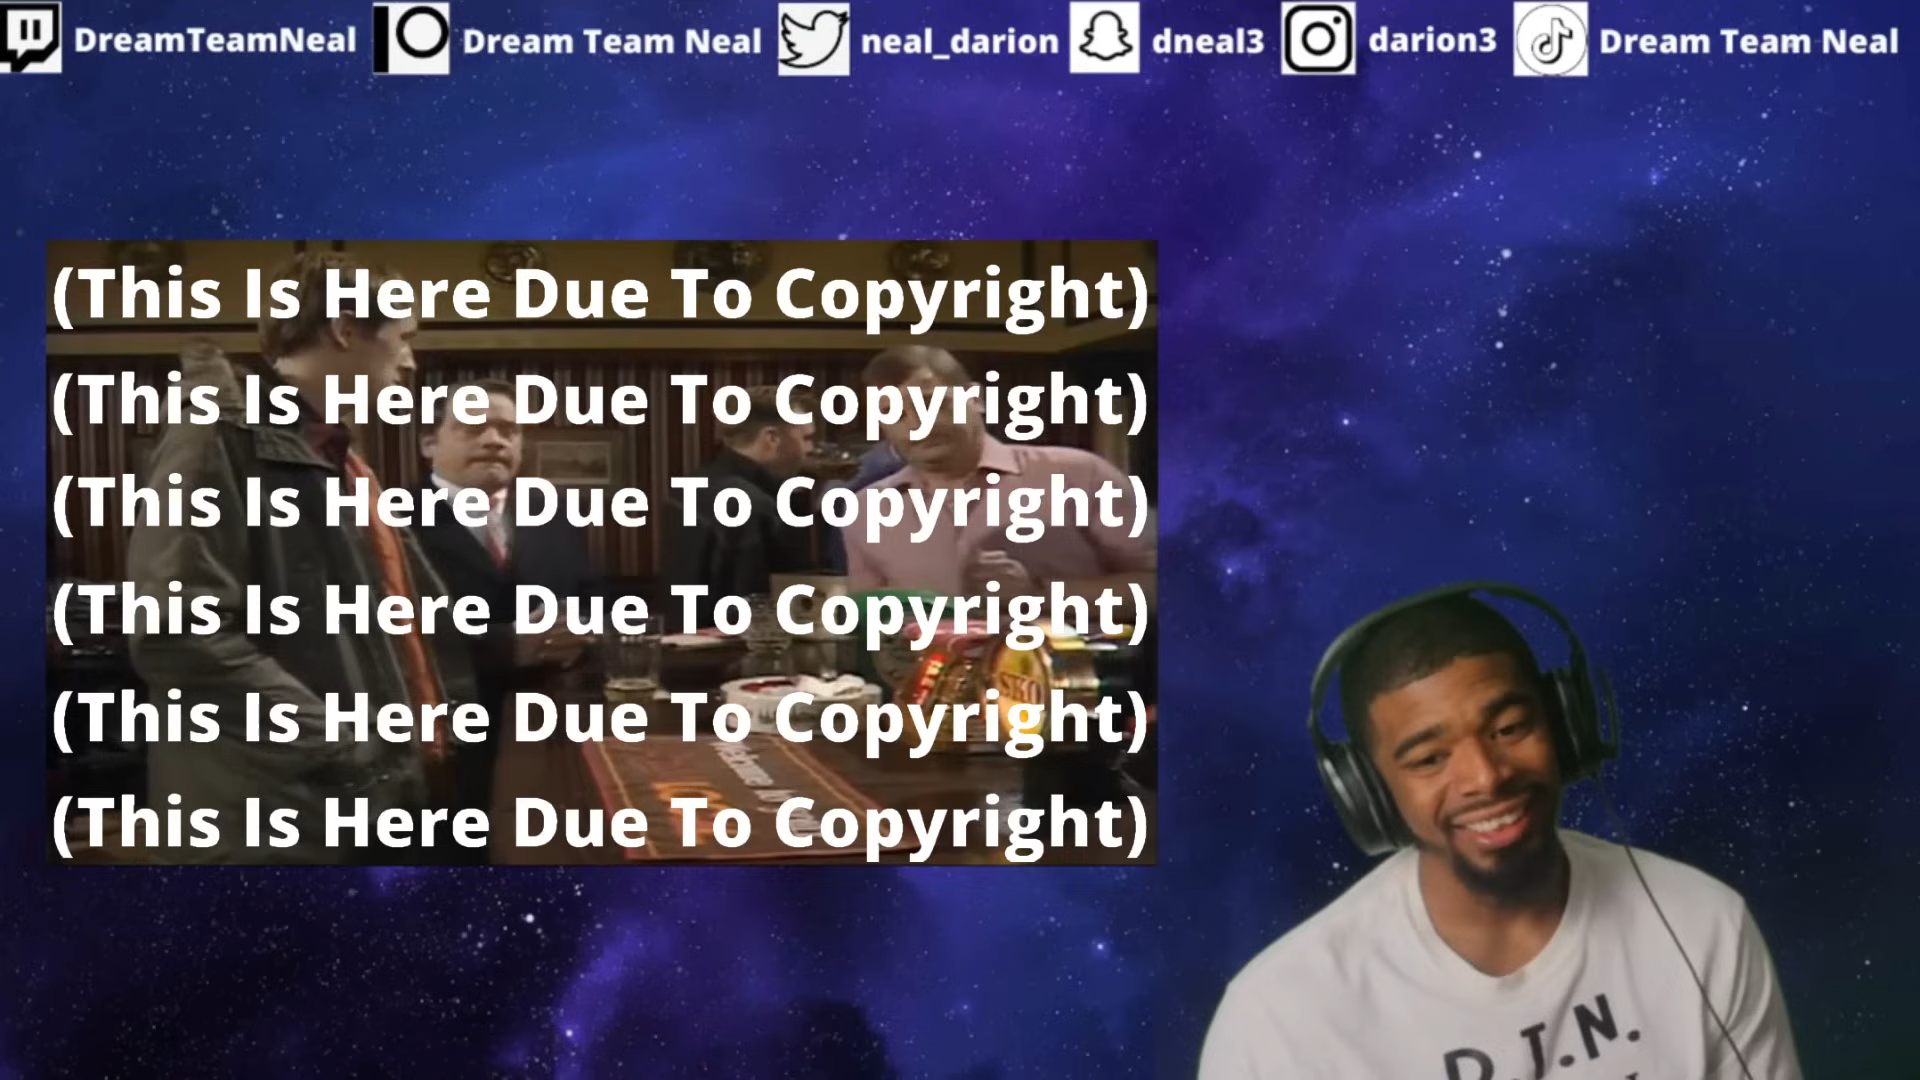 DreamTeamNeal Dream Team Neal neal_darion dneal3 darion3 Dream Team Neal
(This Is Here Due To Copyright)
(This Is Here Due To Copyright)
(This Is Here Due To Copyright)
(This Is Here Due To Copyright)
(This Is Here Due To Copyright)
(This Is Here Due To Copyright)
SKO
Welcome
D.J.N.